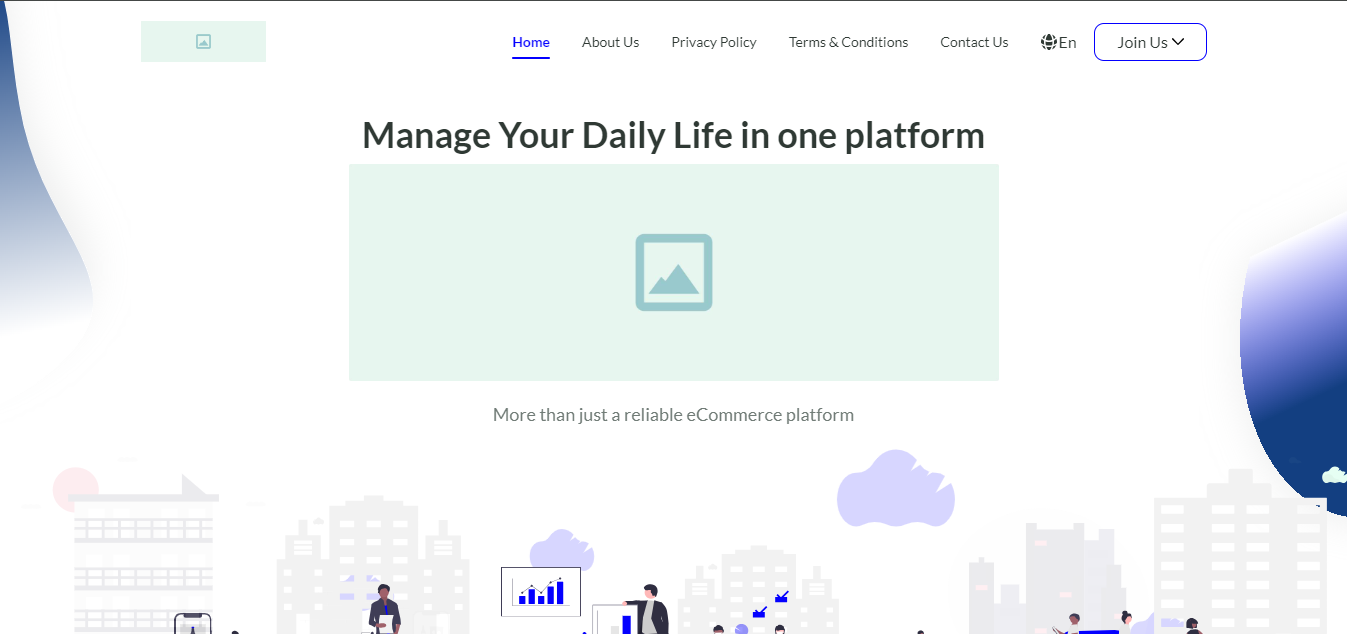 Home About Us Privacy Policy Terms & Conditions Contact Us En Join Us
Manage Your Daily Life in one platform
More than just a reliable eCommerce platform